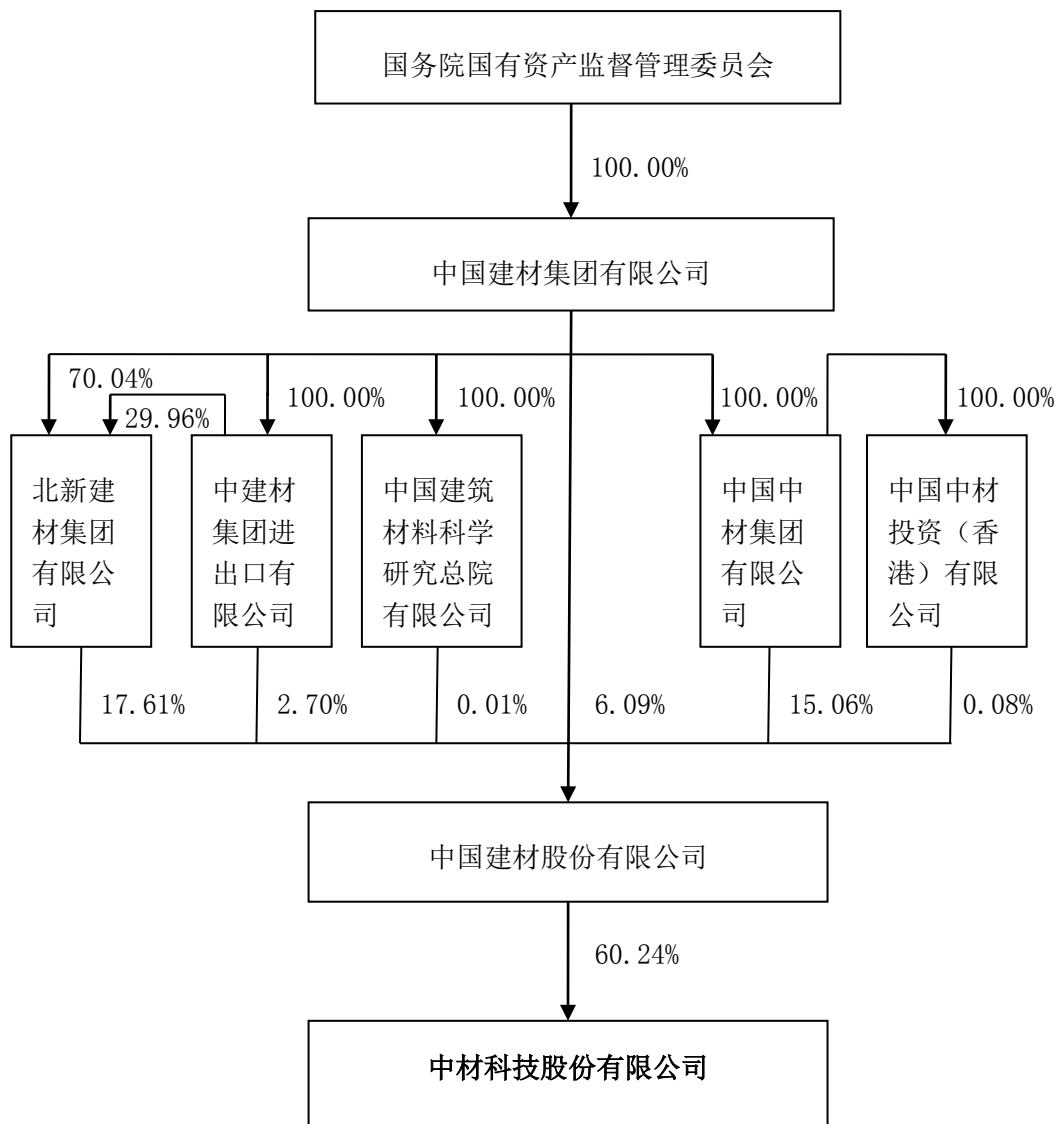 国务院国有资产监督管理委员会
100.00%
中国建材集团有限公司
70.04%
29.96%
100.00%
100.00%
100.00%
100.00%
北新建
材集团
有限公
司
中建材
集团进
出口有
限公司
中国建筑
材料科学
研究总院
有限公司
中国中
材集团
有限公
司
中国中材
投资（香
港）有限
公司
17.61%
2.70%
0.01%
6.09%
15.06%
0.08%
中国建材股份有限公司
60.24%
中材科技股份有限公司